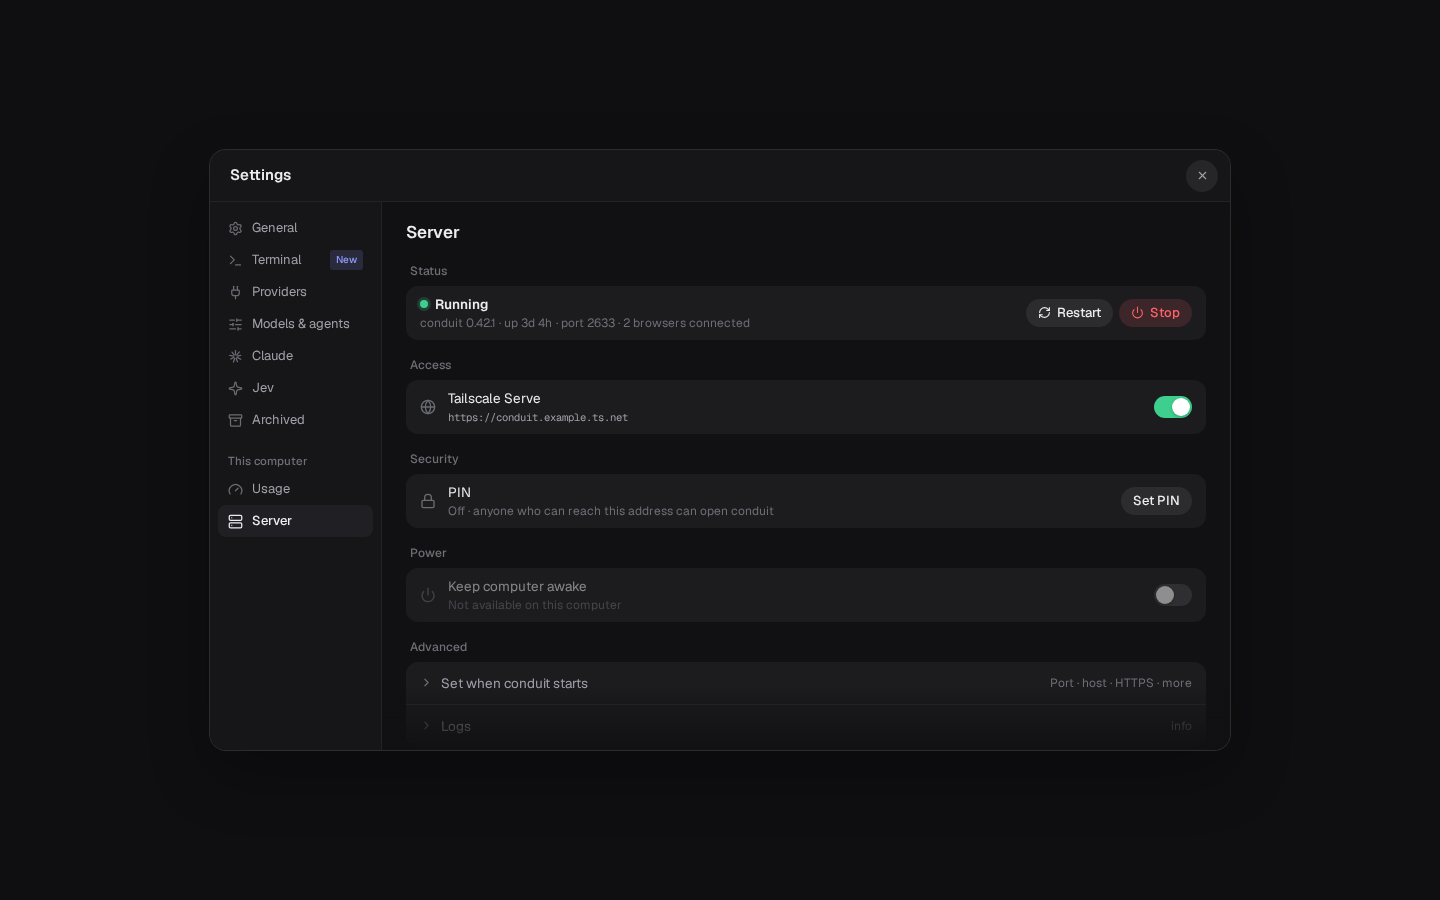 Settings
General
Terminal New
Providers
Models & agents
Claude
Jev
Archived
This computer
Usage
Server
Server
Status
Running
conduit 0.42.1 · up 3d 4h · port 2633 · 2 browsers connected
Restart
Stop
Access
Tailscale Serve
https://conduit.example.ts.net
Security
PIN
Off · anyone who can reach this address can open conduit
Set PIN
Power
Keep computer awake
Not available on this computer
Advanced
Set when conduit starts
Port · host · HTTPS · more
Logs
info